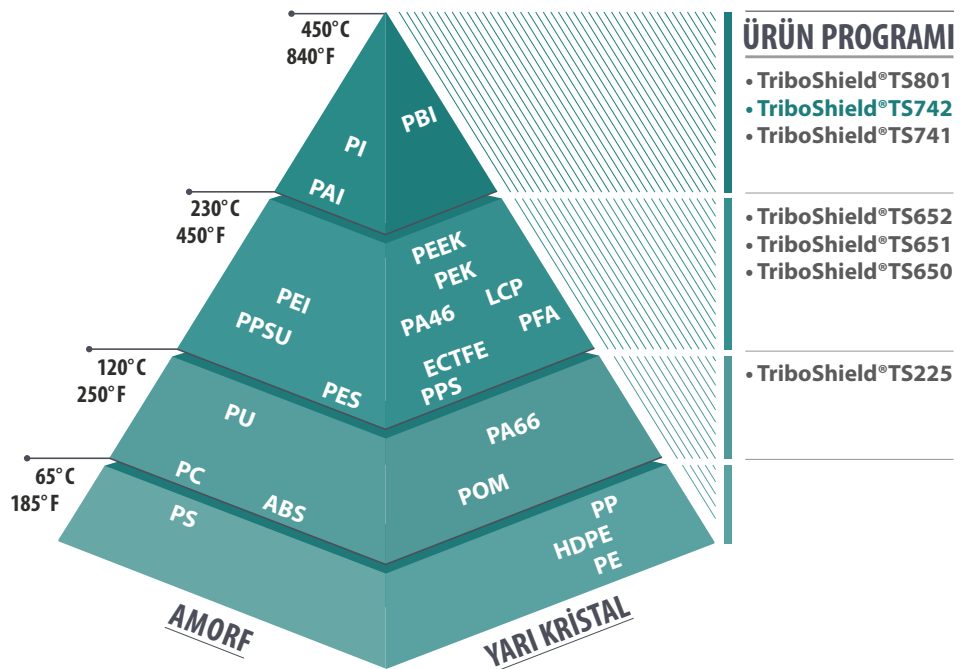 450°C
840°F
ÜRÜN PROGRAMI
• TriboShield®TS801
• TriboShield®TS742
• TriboShield®TS741
PBI
PI
PAI
230°C
450°F
• TriboShield®TS652
• TriboShield®TS651
• TriboShield®TS650
PEEK
PEK
LCP
PEI
PA46
PFA
PPSU
ECTFE
PES
PPS
120°C
250°F
• TriboShield®TS225
PU
PA66
PC
POM
ABS
65°C
185°F
PS
PP
HDPE
PE
AMORF
YARI KRİSTAL